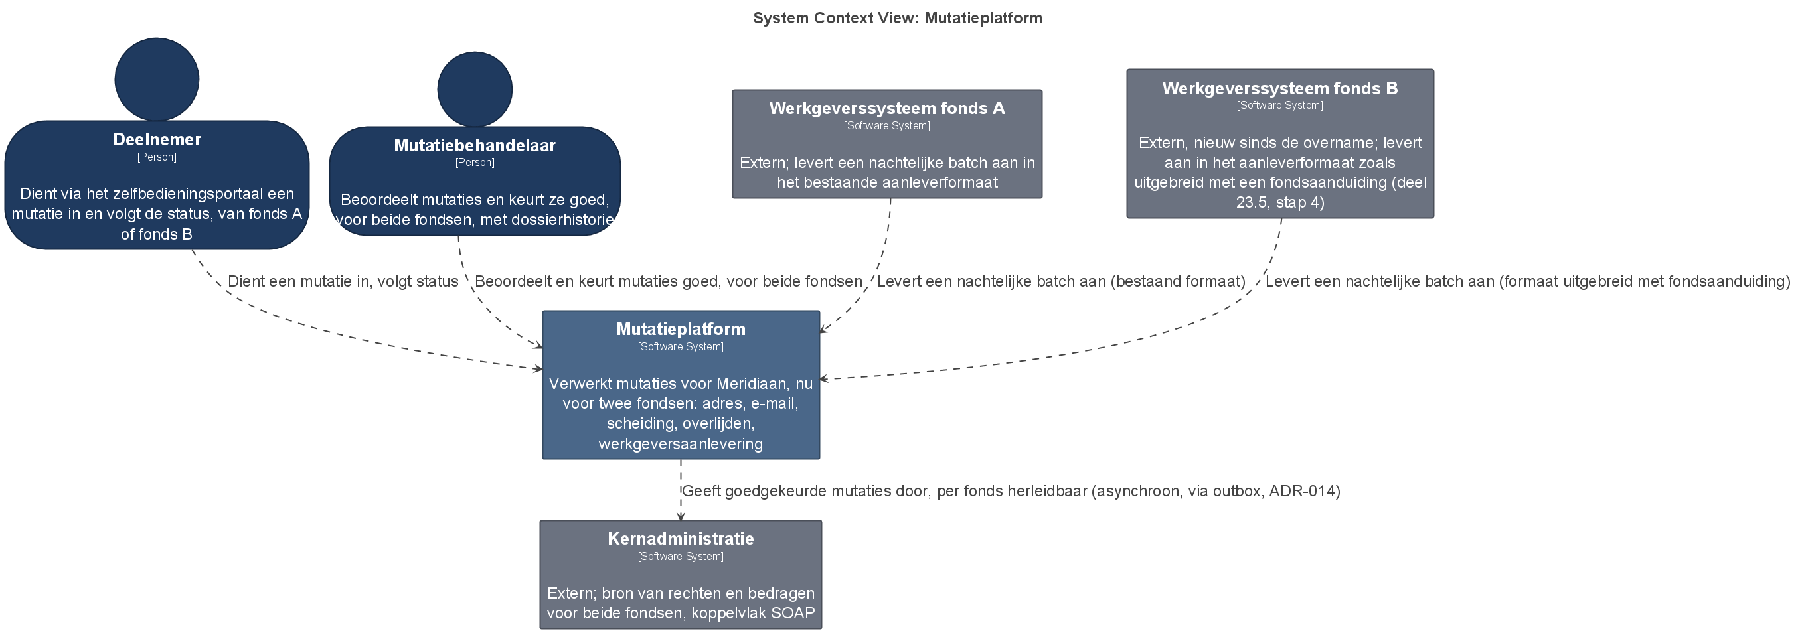 System Context View: Mutatieplatform
Deelnemer
[Person]
Dient via het zelfbedieningsportaal een
mutatie in en volgt de status, van fonds A
of fonds B
Mutatiebehandelaar
[Person]
Beoordeelt mutaties en keurt ze goed,
voor beide fondsen, met dossierhistorie
Werkgeverssysteem fonds A
[Software System]
Extern; levert een nachtelijke batch aan in
het bestaande aanleverformaat
Werkgeverssysteem fonds B
[Software System]
Extern, nieuw sinds de overname; levert
aan in het aanleverformaat zoals
uitgebreid met een fondsaanduiding (deel
23.5, stap 4)
Dient een mutatie in, volgt status
Beoordeelt en keurt mutaties goed, voor beide fondsen
Levert een nachtelijke batch aan (bestaand formaat)
Levert een nachtelijke batch aan (formaat uitgebreid met fondsaanduiding)
Mutatieplatform
[Software System]
Verwerkt mutaties voor Meridiaan, nu
voor twee fondsen: adres, e-mail,
scheiding, overlijden,
werkgeversaanlevering
Geeft goedgekeurde mutaties door, per fonds herleidbaar (asynchroon, via outbox, ADR-014)
Kernadministratie
[Software System]
Extern; bron van rechten en bedragen
voor beide fondsen, koppelvlak SOAP